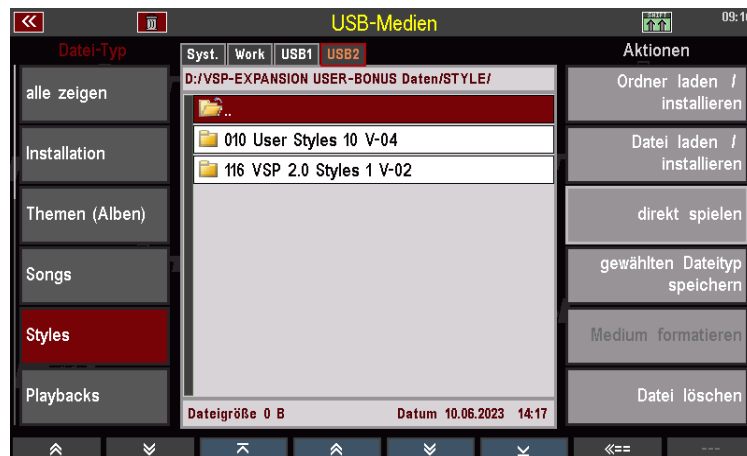 USB-Medien
SHIFT
Datei-Typ
Syst. Work USB1 USB2
Aktionen
D:/VSP-EXPANSION USER-BONUS Daten/STYLE/
alle zeigen
..
Ordner laden /
installieren
010 User Styles 10 V-04
Installation
116 VSP 2.0 Styles 1 V-02
Datei laden /
installieren
Themen (Alben)
direkt spielen
Songs
gewählten Dateityp
speichern
Styles
Medium formatieren
Playbacks
Datei löschen
Dateigröße 0 B Datum 10.06.2023 14:17
«==
---